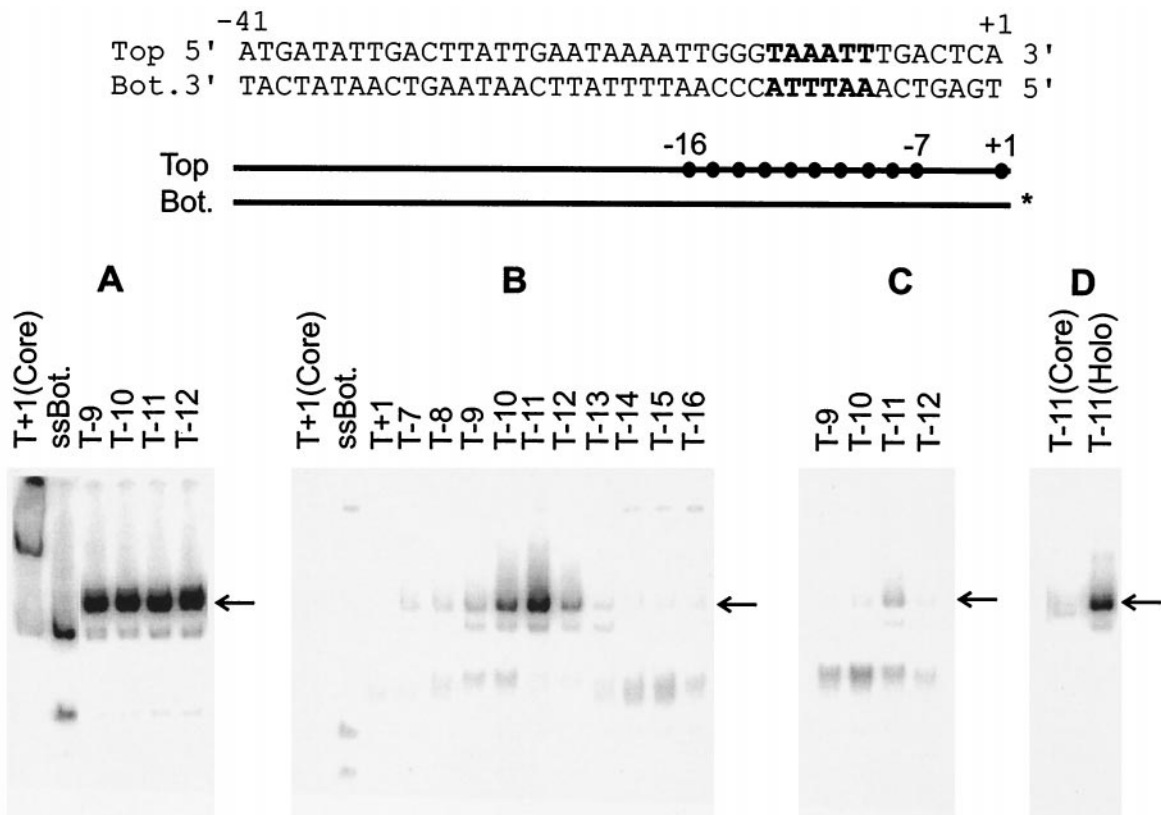 -41 +1
Top 5' ATGATATTGACTTATTGAATAAAATTGGGTAAATTTGACTCA 3'
Bot.3' TACTATAACTGAATAACTTATTTTAACCCATTTAAACTGAGT 5'
-16 -7 +1
Top
Bot. *
A B C D
T+1(Core) ssBot. T-9 T-10 T-11 T-12
T+1(Core) ssBot. T+1 T-7 T-8 T-9 T-10 T-11 T-12 T-13 T-14 T-15 T-16
T-9 T-10 T-11 T-12
T-11(Core) T-11(Holo)